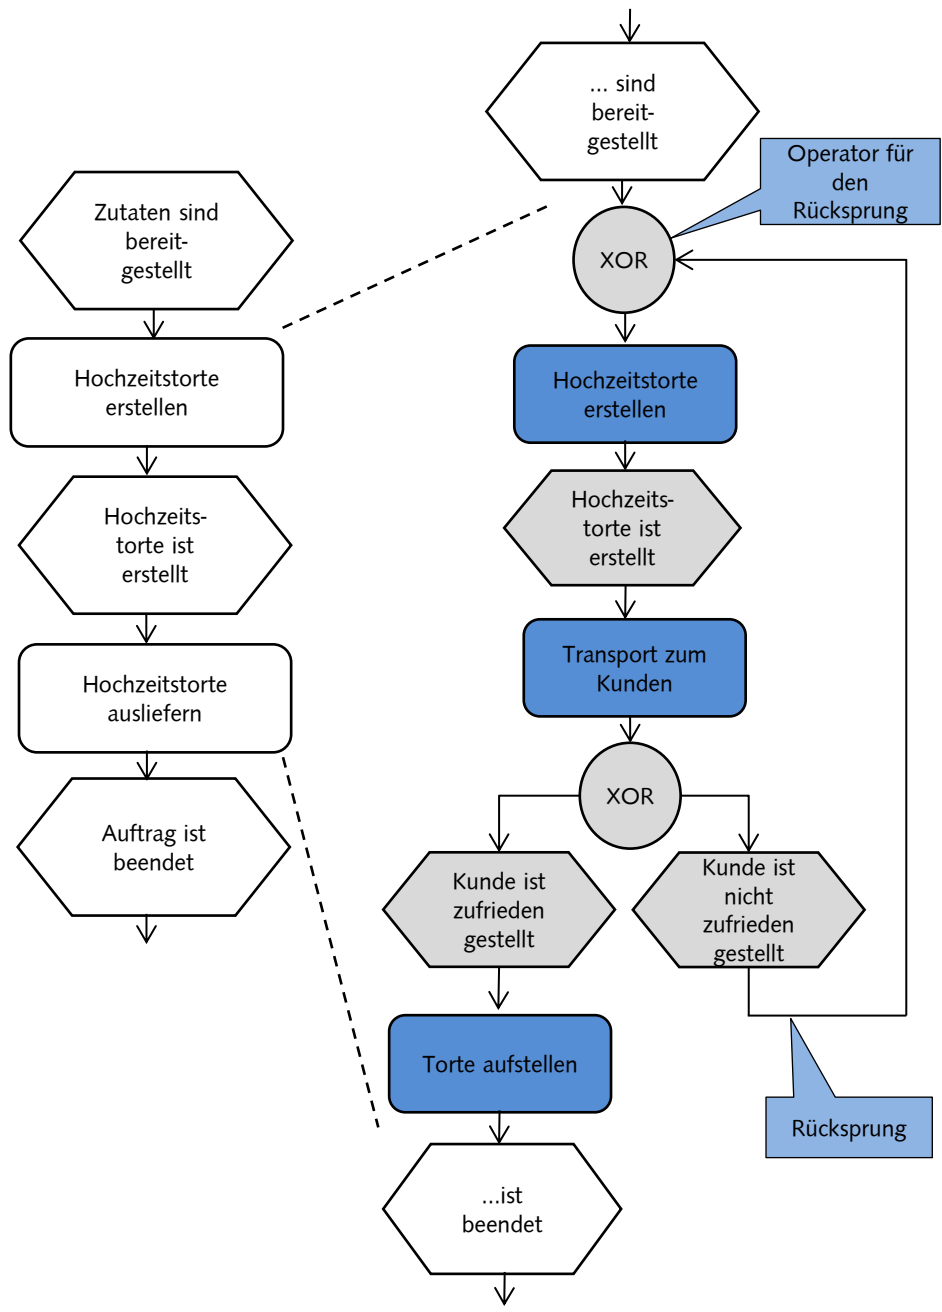 Zutaten sind
bereit-
gestellt
Hochzeitstorte
erstellen
Hochzeits-
torte ist
erstellt
Hochzeitstorte
ausliefern
Auftrag ist
beendet
... sind
bereit-
gestellt
Operator für
den
Rücksprung
XOR
Hochzeitstorte
erstellen
Hochzeits-
torte ist
erstellt
Transport zum
Kunden
XOR
Kunde ist
zufrieden
gestellt
Kunde ist
nicht
zufrieden
gestellt
Torte aufstellen
Rücksprung
...ist
beendet